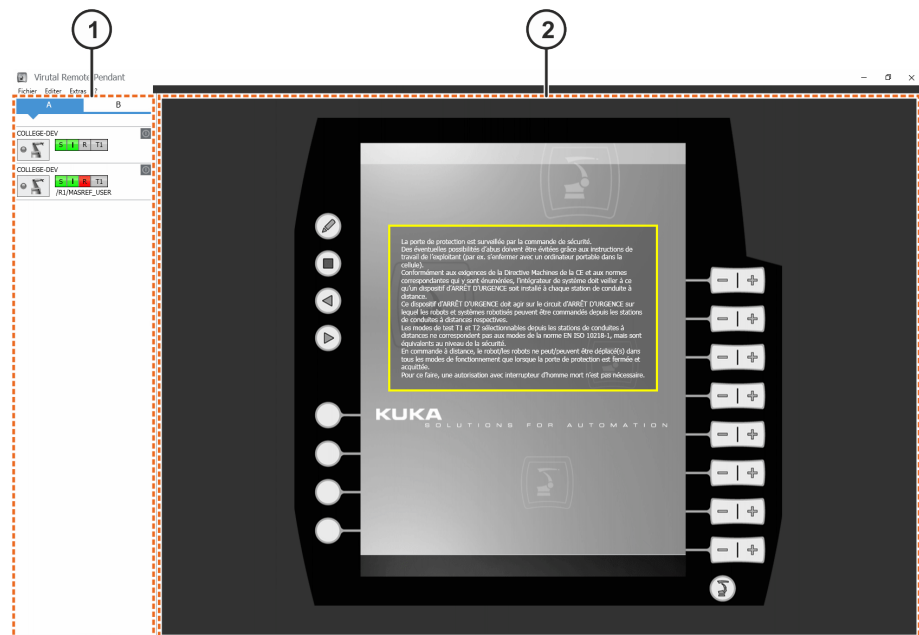 1
2
Virutal Remote Pendant
Fichier Editer Extras ?
A B
COLLEGE-DEV
S I R T1
COLLEGE-DEV
S I R T1
/R1/MASREF_USER
La porte de protection est surveillée par la commande de sécurité.
Des éventuelles possibilités d'abus doivent être évitées grâce aux instructions de
travail de l'exploitant (par ex. s'enfermer avec un ordinateur portable dans la
cellule).
Conformément aux exigences de la Directive Machines de la CE et aux normes
correspondantes qui y sont énumérées, l'intégrateur de système doit veiller à ce
qu'un dispositif d'ARRÊT D'URGENCE soit installé à chaque station de conduite à
distance.
Ce dispositif d'ARRÊT D'URGENCE doit agir sur le circuit d'ARRÊT D'URGENCE sur
lequel les robots et systèmes robotisés peuvent être commandés depuis les stations
de conduites à distances respectives.
Les modes de test T1 et T2 sélectionnables depuis les stations de conduites à
distances ne correspondent pas aux modes de la norme EN ISO 10218-1, mais sont
équivalents au niveau de la sécurité.
En commande à distance, le robot/les robots ne peut/peuvent être déplacé(s) dans
tous les modes de fonctionnement que lorsque la porte de protection est fermée et
acquittée.
Pour ce faire, une autorisation avec interrupteur d'homme mort n'est pas nécessaire.
KUKA
SOLUTIONS FOR AUTOMATION